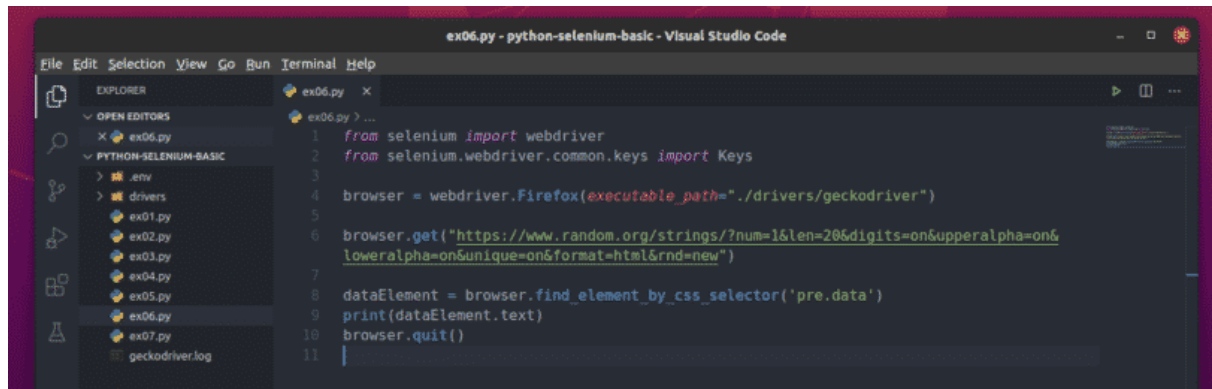 ex06.py - python-selenium-basic - Visual Studio Code
File Edit Selection View Go Run Terminal Help
EXPLORER
OPEN EDITORS
ex06.py
PYTHON-SELENIUM-BASIC
.env
drivers
ex01.py
ex02.py
ex03.py
ex04.py
ex05.py
ex06.py
ex07.py
geckodriver.log
ex06.py
ex06.py > ...
1 from selenium import webdriver
2 from selenium.webdriver.common.keys import Keys
3
4 browser = webdriver.Firefox(executable_path="./drivers/geckodriver")
5
6 browser.get("https://www.random.org/strings/?num=1&len=20&digits=on&upperalpha=on&
loweralpha=on&unique=on&format=html&rnd=new")
7
8 dataElement = browser.find_element_by_css_selector('pre.data')
9 print(dataElement.text)
10 browser.quit()
11